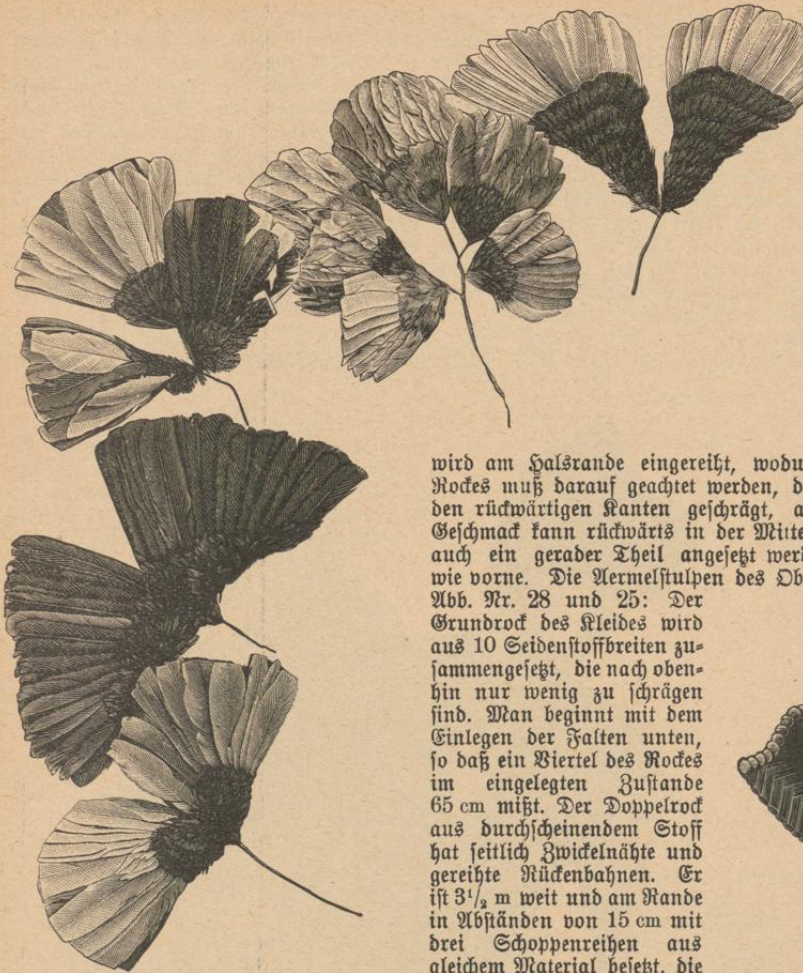 wird am Halsrande eingereiht, wodu
Rockes muß darauf geachtet werden, d
den rückwärtigen Kanten geschrägt, a
Geschmack kann rückwärts in der Mitte
auch ein gerader Theil angesetzt werd
wie vorne. Die Aermelstulpen des Ob
Abb. Nr. 28 und 25: Der
Grundrock des Kleides wird
aus 10 Seidenstoffbreiten zu-
sammengesetzt, die nach oben-
hin nur wenig zu schrägen
sind. Man beginnt mit dem
Einlegen der Falten unten,
so daß ein Viertel des Rockes
im eingelegten Zustande
65 cm mißt. Der Doppelrock
aus durchscheinendem Stoff
hat seitlich Zwickelnähte und
gereihte Rückenbahnen. Er
ist 3 1/2 m weit und am Rande
in Abständen von 15 cm mit
drei Schoppenreihen aus
gleichem Material besetzt, die